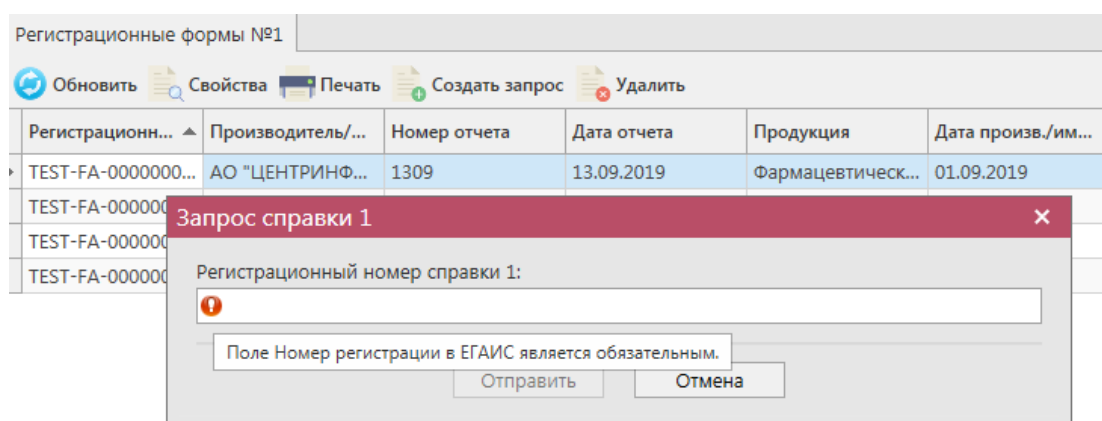 Регистрационные формы №1
Обновить Свойства Печать Создать запрос Удалить
Регистрационн... Производитель/... Номер отчета Дата отчета Продукция Дата произв./им...
TEST-FA-0000000... АО "ЦЕНТРИНФ... 1309 13.09.2019 Фармацевтическ... 01.09.2019
TEST-FA-000000
Запрос справки 1
TEST-FA-000000
Регистрационный номер справки 1:
TEST-FA-000000
Поле Номер регистрации в ЕГАИС является обязательным.
Отправить Отмена